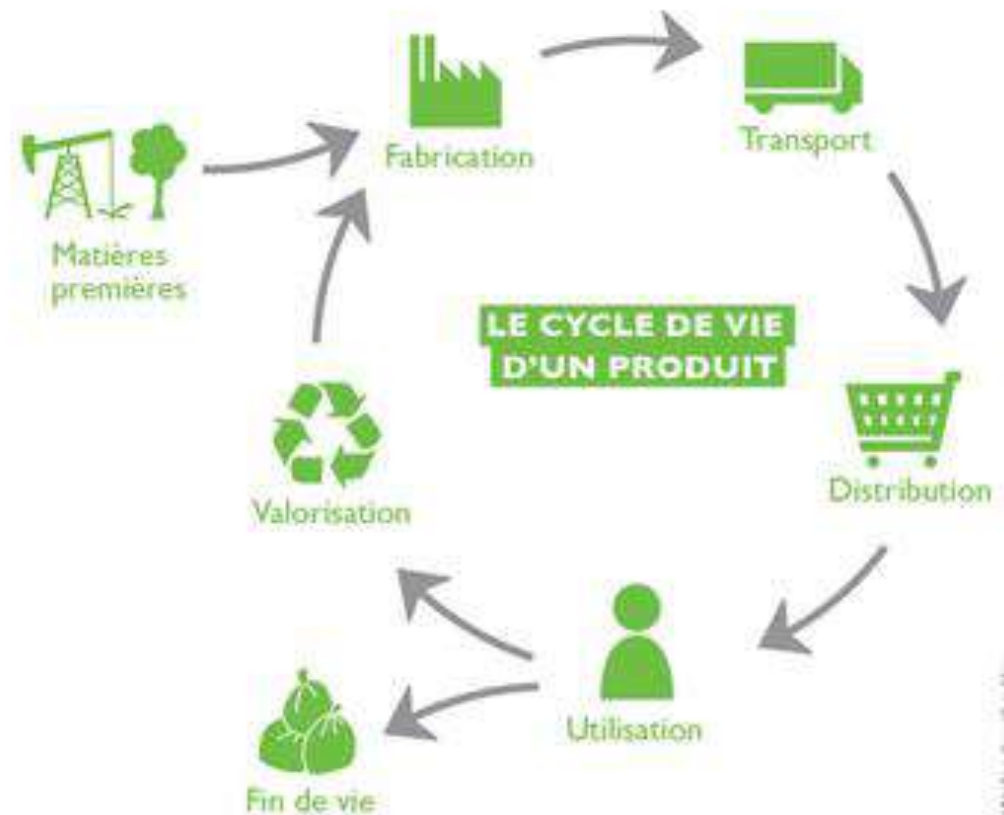 Fabrication
Transport
Matières
premières
LE CYCLE DE VIE
D'UN PRODUIT
Distribution
Valorisation
Utilisation
Fin de vie